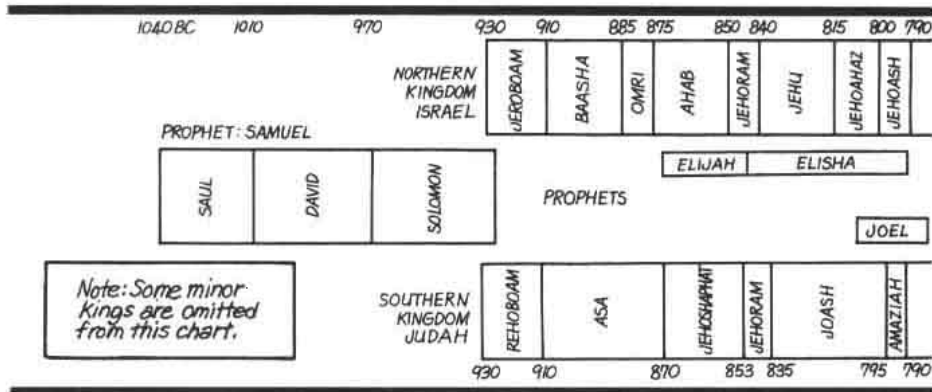 1040 BC 1010 970 930 910 885 875 850 840 815 800 790
NORTHERN
KINGDOM
ISRAEL
JEROBOAM
BAASHA
OMRI
AHAB
JEHORAM
JEHU
JEHOAHAZ
JEHOASH
PROPHET: SAMUEL
SAUL
DAVID
SOLOMON
PROPHETS
ELIJAH
ELISHA
JOEL
Note: Some minor
Kings are omitted
from this chart.
SOUTHERN
KINGDOM
JUDAH
REHOBOAM
ASA
JEHOSHAPHAT
JEHORAM
JOASH
AMAZIAH
930 910 870 853 835 795 790